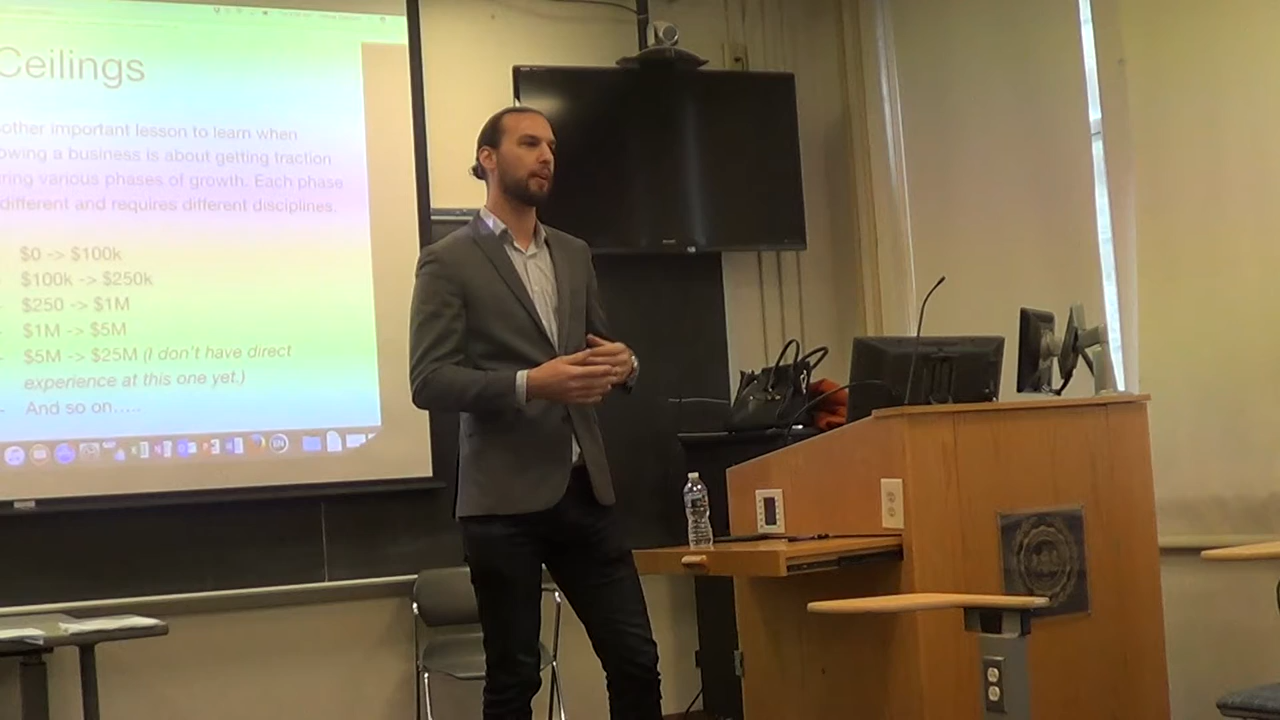 Ceilings
other important lesson to learn when
owing a business is about getting traction
ring various phases of growth. Each phase
different and requires different disciplines.
$0 -> $100k
- $100k -> $250k
- $250 -> $1M
- $1M -> $5M
- $5M -> $25M (I don't have direct
experience at this one yet.)
- And so on.....